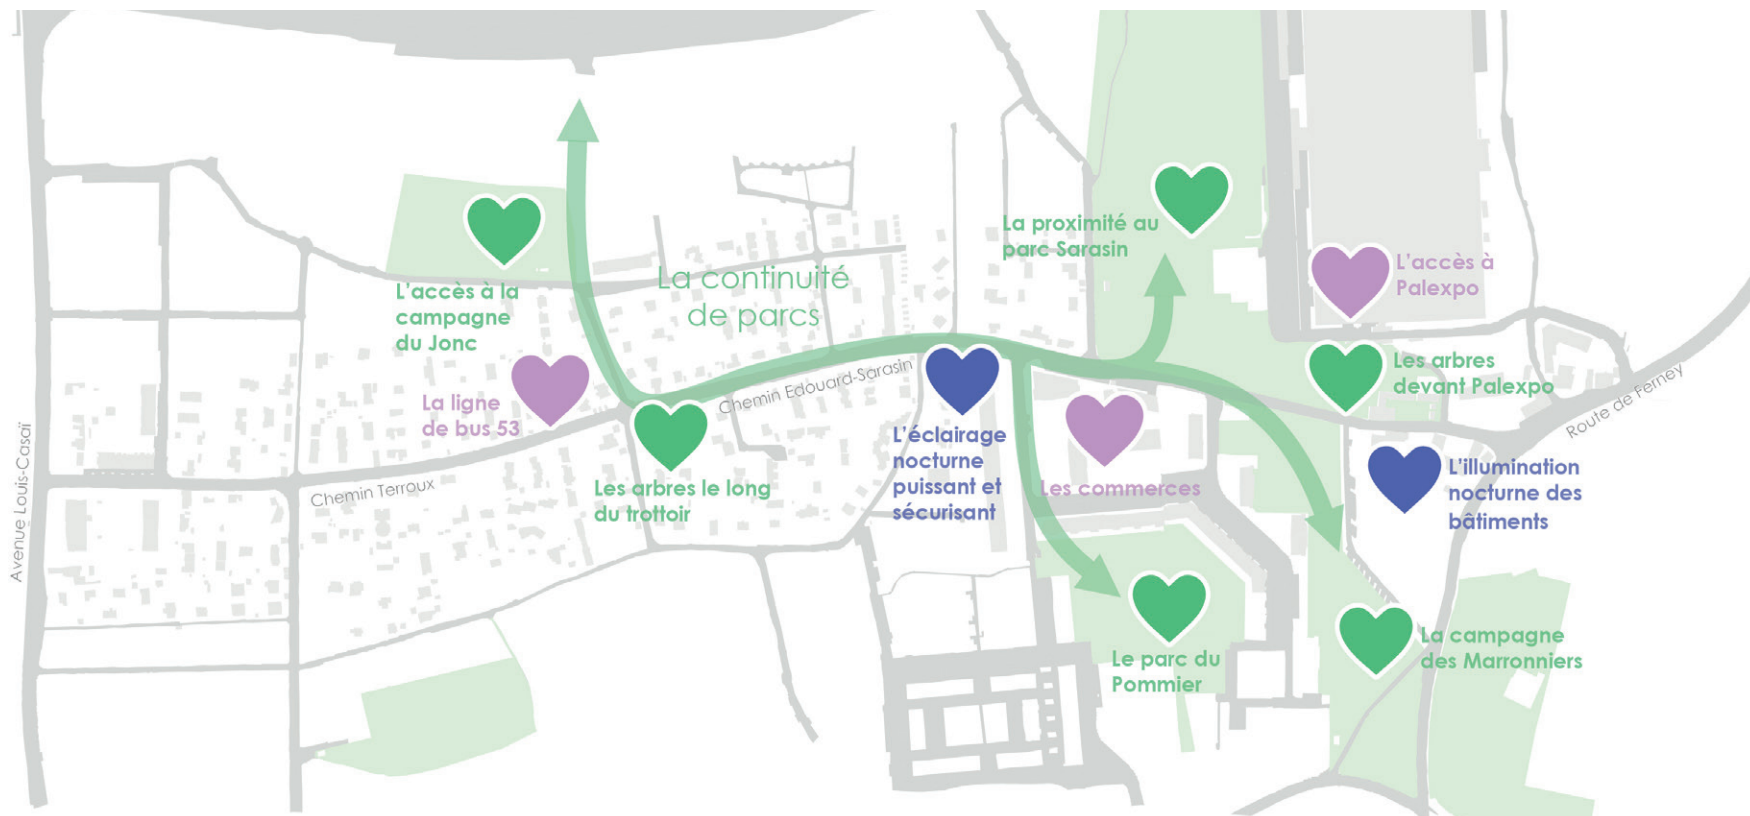 La proximité au
parc Sarasin
L'accès à
Palexpo
La continuité
de parcs
L'accès à la
campagne
du Jonc
Les arbres
devant Palexpo
La ligne
de bus 53
Chemin Edouard-Sarasin
Route de Ferney
Avenue Louis-Casaï
Chemin Terroux
Les arbres le long
du trottoir
L'éclairage
nocturne
puissant et
sécurisant
Les commerces
L'illumination
nocturne des
bâtiments
Le parc du
Pommier
La campagne
des Marronniers